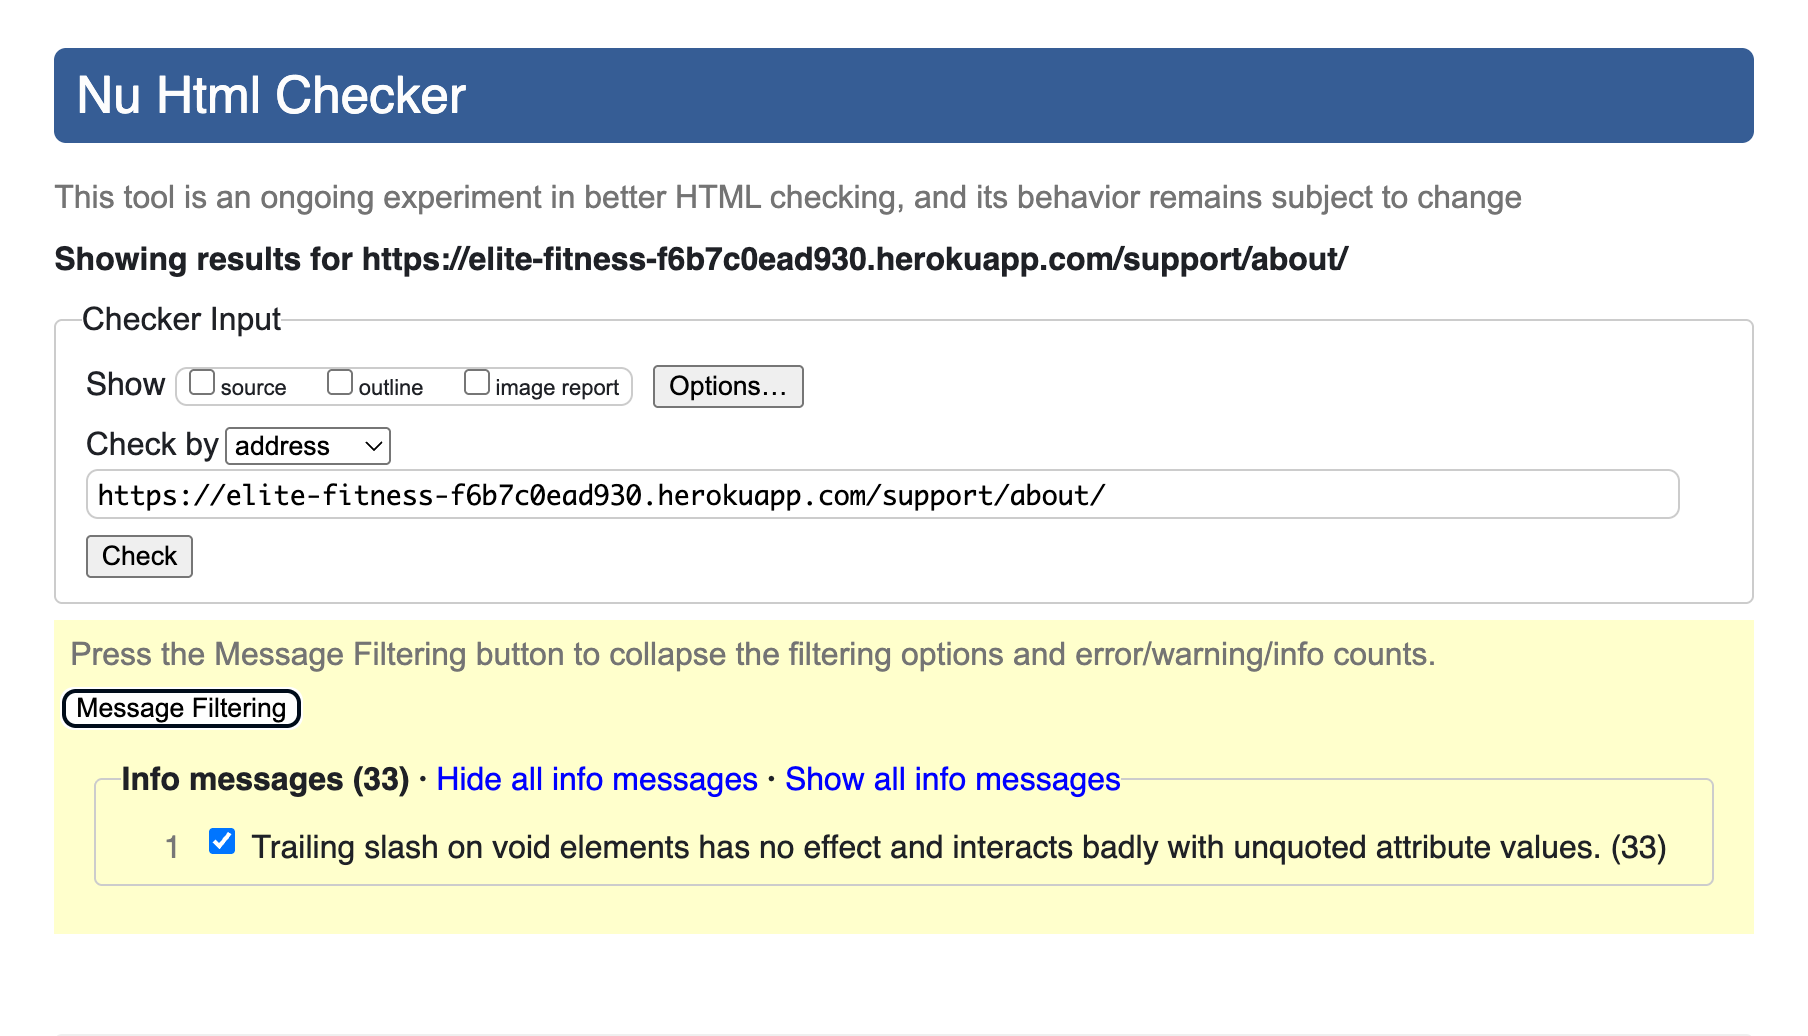 Nu Html Checker
This tool is an ongoing experiment in better HTML checking, and its behavior remains subject to change
Showing results for https://elite-fitness-f6b7c0ead930.herokuapp.com/support/about/
Checker Input
Show source outline image report Options…
Check by address
https://elite-fitness-f6b7c0ead930.herokuapp.com/support/about/
Check
Press the Message Filtering button to collapse the filtering options and error/warning/info counts.
Message Filtering
Info messages (33) · Hide all info messages · Show all info messages
1 Trailing slash on void elements has no effect and interacts badly with unquoted attribute values. (33)